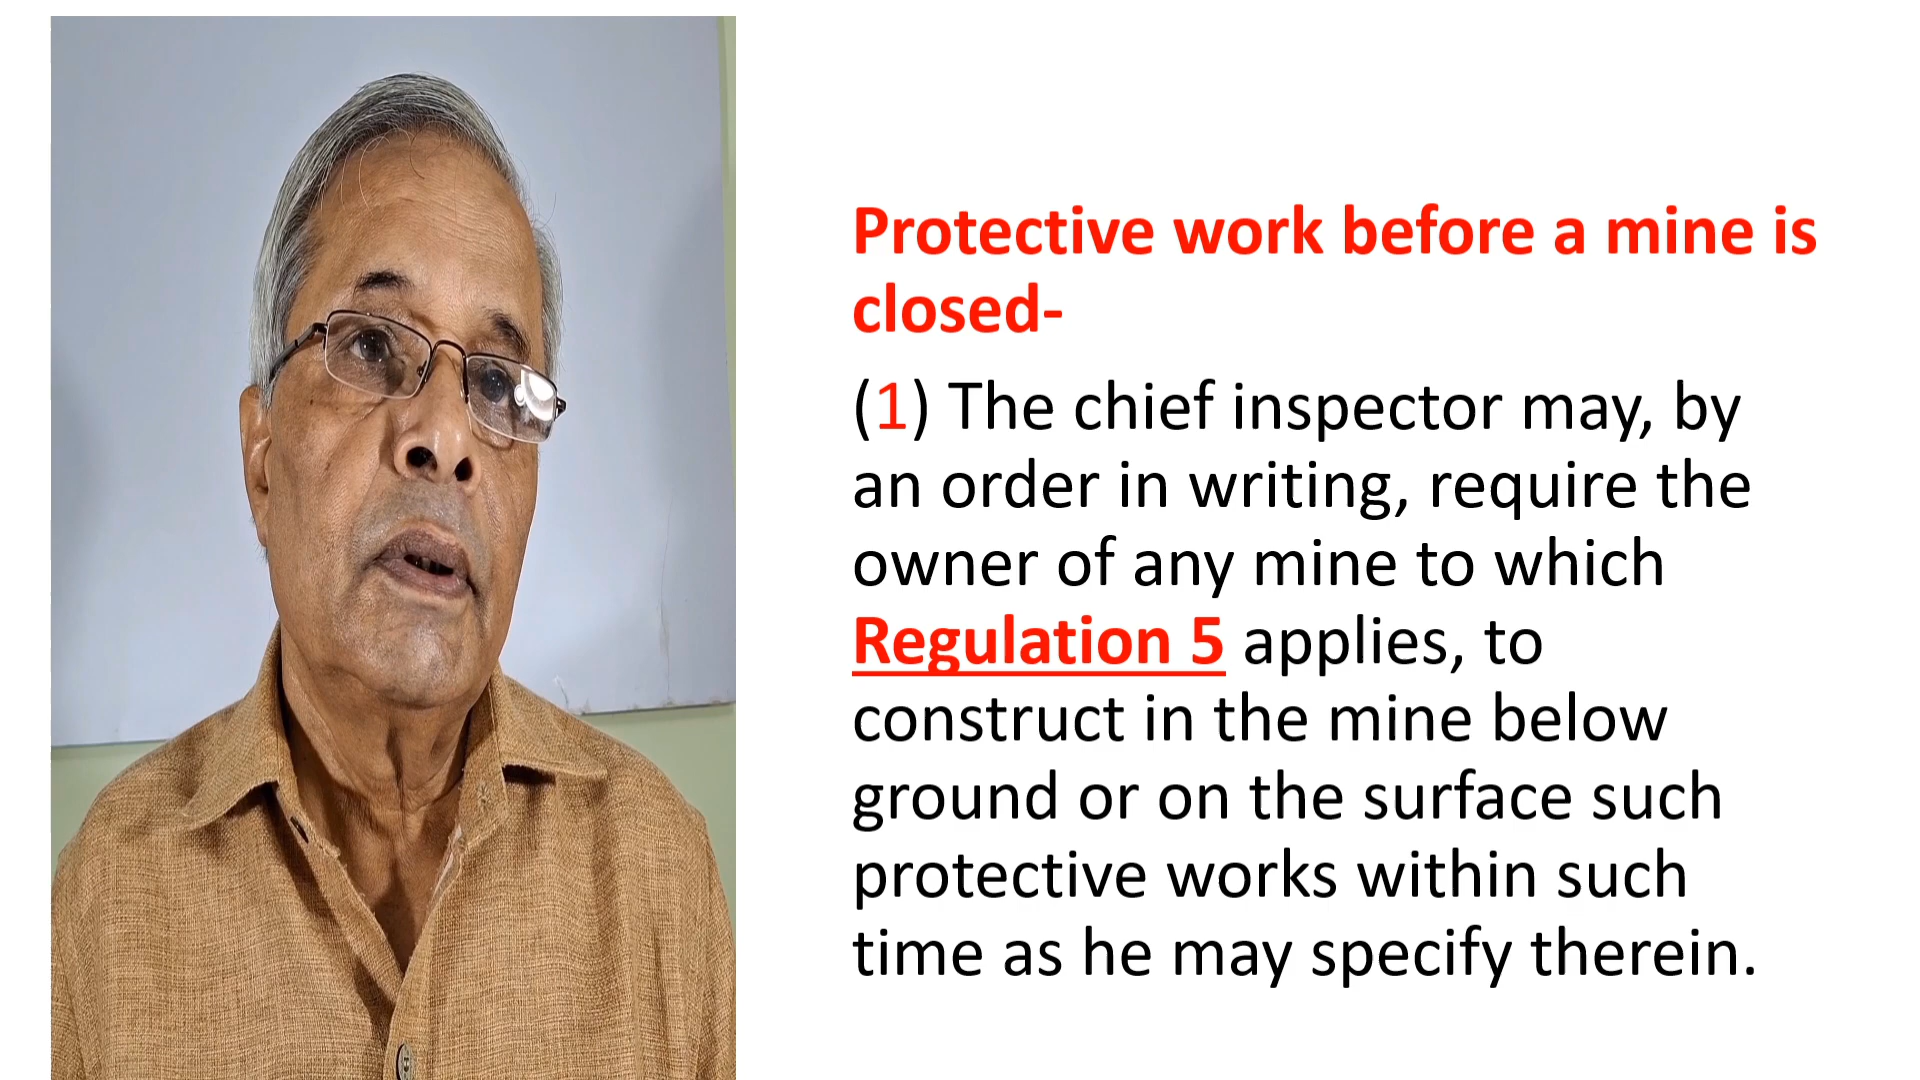 Protective work before a mine is
closed-
(1) The chief inspector may, by
an order in writing, require the
owner of any mine to which
Regulation 5 applies, to
construct in the mine below
ground or on the surface such
protective works within such
time as he may specify therein.